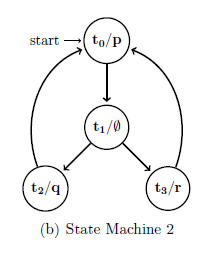 start
t₀/p
t₁/∅
t₂/q
t₃/r
(b) State Machine 2